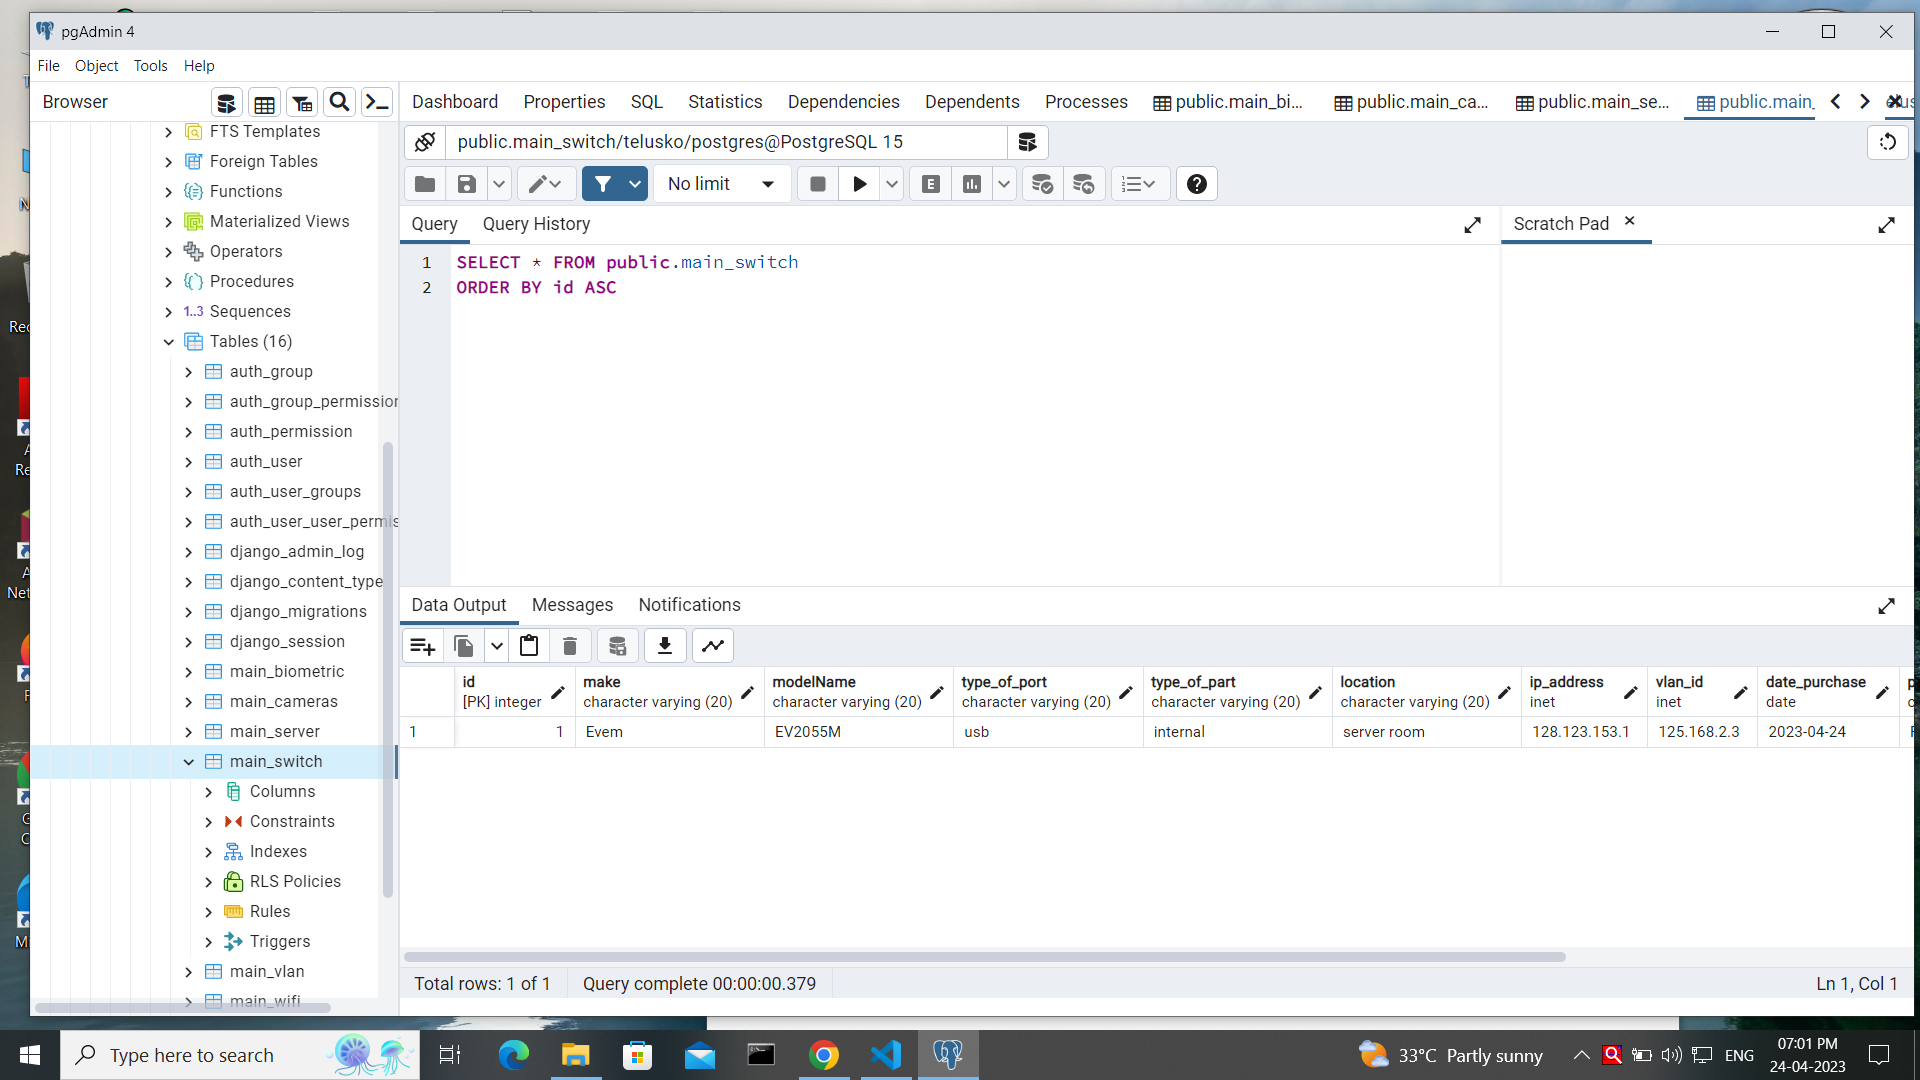 pgAdmin 4
File Object Tools Help
Browser
Dashboard Properties SQL Statistics Dependencies Dependents Processes public.main_bi... public.main_ca... public.main_se... public.main_
public.main_switch/telusko/postgres@PostgreSQL 15
No limit
Query Query History
Scratch Pad
1 SELECT * FROM public.main_switch
2 ORDER BY id ASC
FTS Templates
Foreign Tables
Functions
Materialized Views
Operators
Procedures
1..3 Sequences
Tables (16)
auth_group
auth_group_permission
auth_permission
auth_user
auth_user_groups
auth_user_user_permis
django_admin_log
django_content_type
django_migrations
django_session
main_biometric
main_cameras
main_server
main_switch
Columns
Constraints
Indexes
RLS Policies
Rules
Triggers
main_vlan
main_wifi
Data Output Messages Notifications
id make modelName type_of_port type_of_part location ip_address vlan_id date_purchase
[PK] integer character varying (20) character varying (20) character varying (20) character varying (20) character varying (20) inet inet date
1 1 Evem EV2055M usb internal server room 128.123.153.1 125.168.2.3 2023-04-24
Total rows: 1 of 1 Query complete 00:00:00.379 Ln 1, Col 1
Type here to search
33°C Partly sunny
ENG
07:01 PM
24-04-2023